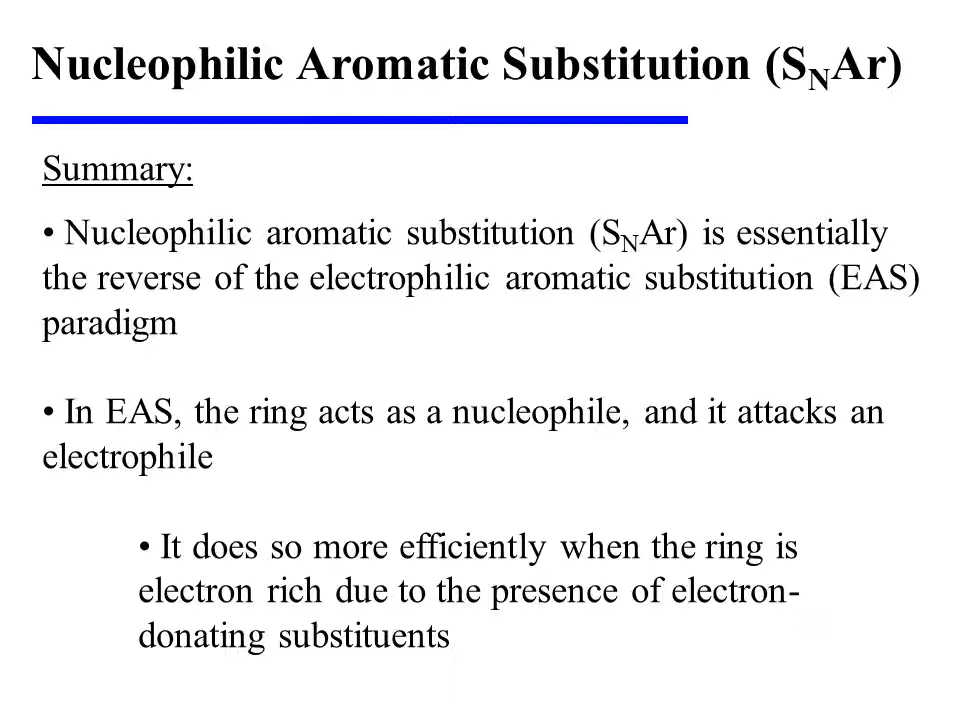 Nucleophilic Aromatic Substitution (SNAr)
Summary:
• Nucleophilic aromatic substitution (SNAr) is essentially
the reverse of the electrophilic aromatic substitution (EAS)
paradigm
• In EAS, the ring acts as a nucleophile, and it attacks an
electrophile
• It does so more efficiently when the ring is
electron rich due to the presence of electron-
donating substituents